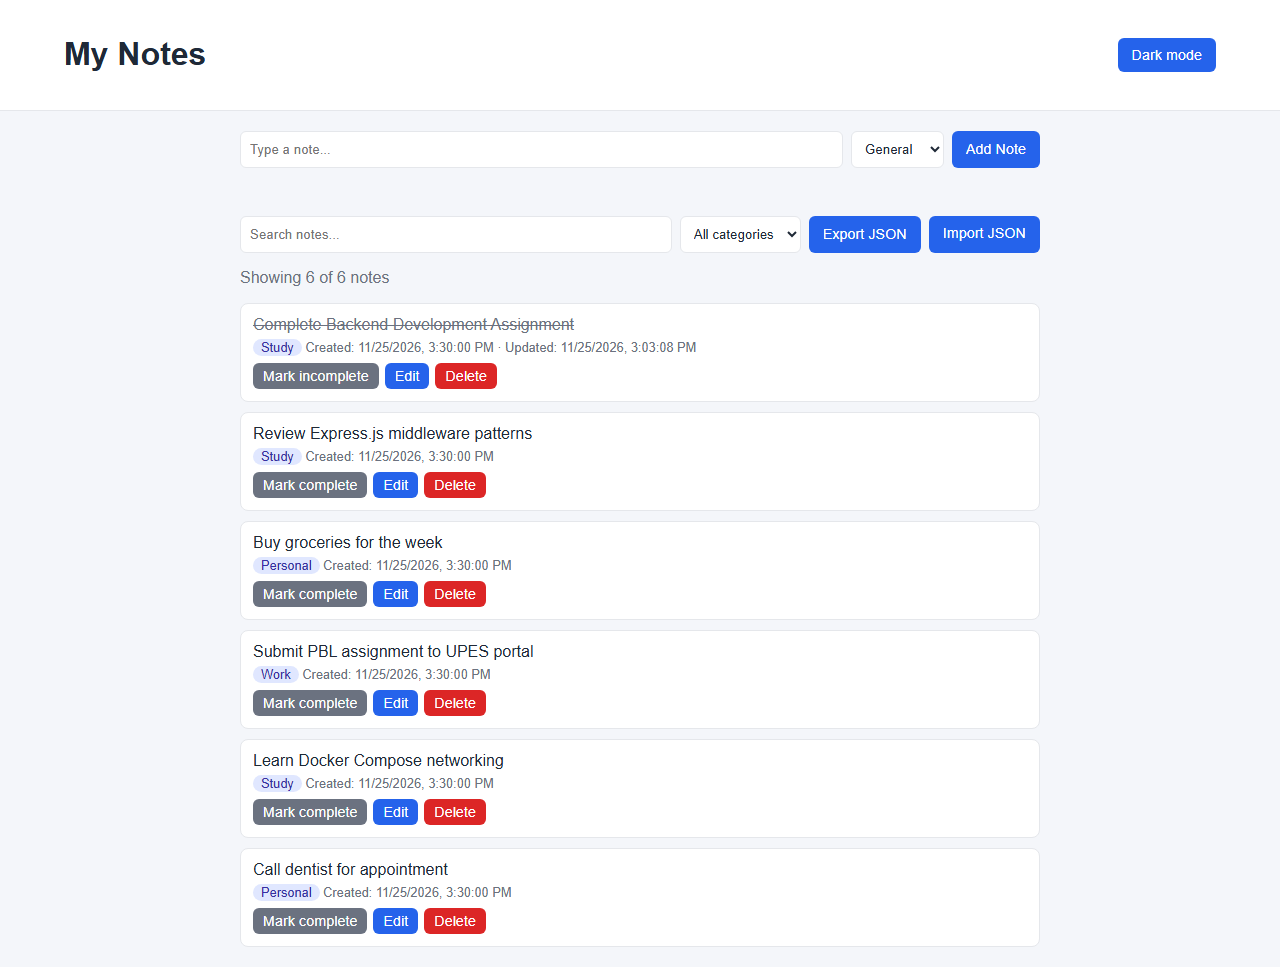 My Notes
Dark mode
Type a note...
General
Add Note
Search notes...
All categories
Export JSON
Import JSON
Showing 6 of 6 notes
Complete Backend Development Assignment
Study Created: 11/25/2026, 3:30:00 PM · Updated: 11/25/2026, 3:03:08 PM
Mark incomplete Edit Delete
Review Express.js middleware patterns
Study Created: 11/25/2026, 3:30:00 PM
Mark complete Edit Delete
Buy groceries for the week
Personal Created: 11/25/2026, 3:30:00 PM
Mark complete Edit Delete
Submit PBL assignment to UPES portal
Work Created: 11/25/2026, 3:30:00 PM
Mark complete Edit Delete
Learn Docker Compose networking
Study Created: 11/25/2026, 3:30:00 PM
Mark complete Edit Delete
Call dentist for appointment
Personal Created: 11/25/2026, 3:30:00 PM
Mark complete Edit Delete